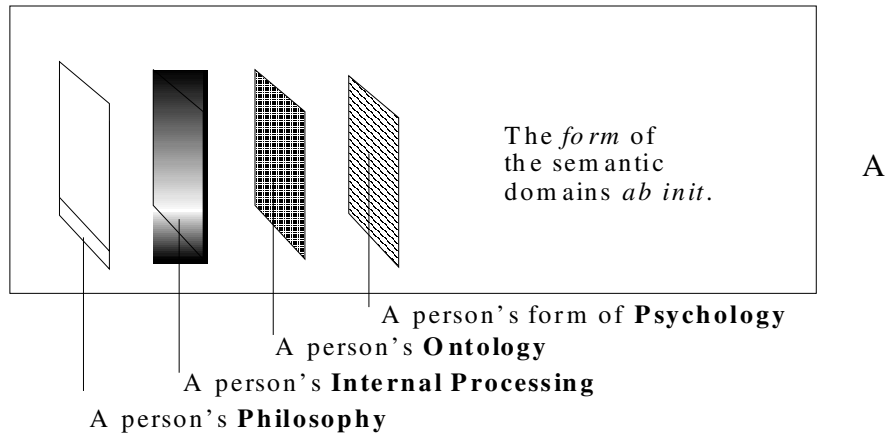 The form of
the semantic
domains ab init.
A
A person's form of Psychology
A person's Ontology
A person's Internal Processing
A person's Philosophy